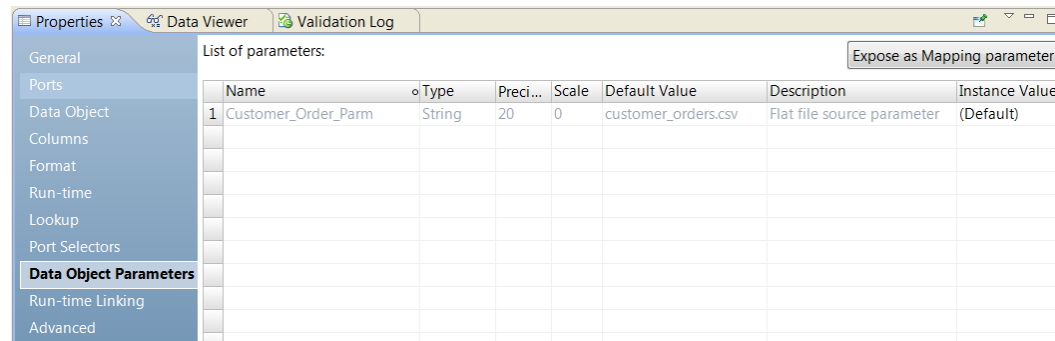 Properties Data Viewer Validation Log
General
Ports
Data Object
Columns
Format
Run-time
Lookup
Port Selectors
Data Object Parameters
Run-time Linking
Advanced
List of parameters:
Expose as Mapping parameter
Name Type Preci... Scale Default Value Description Instance Value
1 Customer_Order_Parm String 20 0 customer_orders.csv Flat file source parameter (Default)